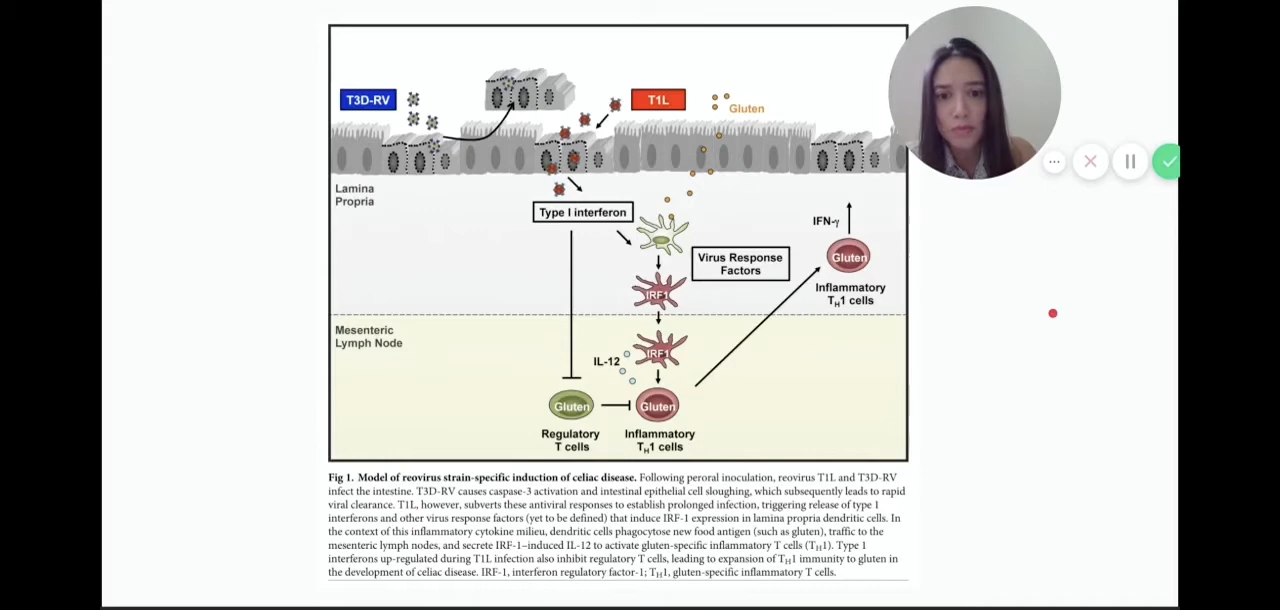 T3D-RV
T1L
Gluten
Lamina
Propria
Type I interferon
IFN-γ
Virus Response
Factors
Gluten
IRF1
Inflammatory
TH1 cells
Mesenteric
Lymph Node
IL-12
IRF1
Gluten
Gluten
Regulatory
T cells
Inflammatory
TH1 cells
Fig 1. Model of reovirus strain-specific induction of celiac disease. Following peroral inoculation, reovirus T1L and T3D-RV
infect the intestine. T3D-RV causes caspase-3 activation and intestinal epithelial cell sloughing, which subsequently leads to rapid
viral clearance. T1L, however, subverts these antiviral responses to establish prolonged infection, triggering release of type 1
interferons and other virus response factors (yet to be defined) that induce IRF-1 expression in lamina propria dendritic cells. In
the context of this inflammatory cytokine milieu, dendritic cells phagocytose new food antigen (such as gluten), traffic to the
mesenteric lymph nodes, and secrete IRF-1–induced IL-12 to activate gluten-specific inflammatory T cells (TH1). Type 1
interferons up-regulated during T1L infection also inhibit regulatory T cells, leading to expansion of TH1 immunity to gluten in
the development of celiac disease. IRF-1, interferon regulatory factor-1; TH1, gluten-specific inflammatory T cells.